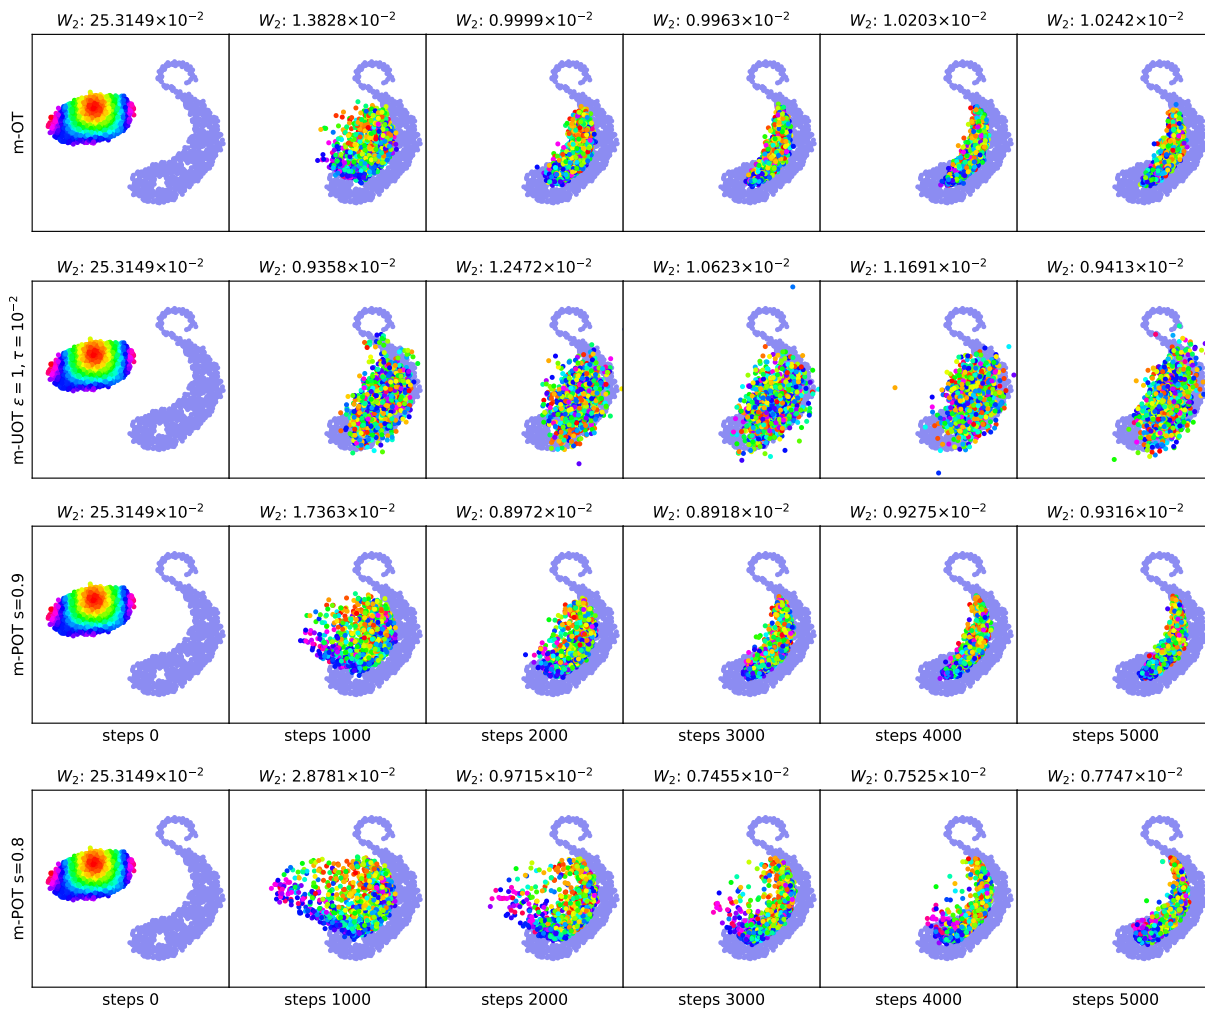 W₂: 25.3149×10⁻² W₂: 1.3828×10⁻² W₂: 0.9999×10⁻² W₂: 0.9963×10⁻² W₂: 1.0203×10⁻² W₂: 1.0242×10⁻²
m-OT
W₂: 25.3149×10⁻² W₂: 0.9358×10⁻² W₂: 1.2472×10⁻² W₂: 1.0623×10⁻² W₂: 1.1691×10⁻² W₂: 0.9413×10⁻²
m-UOT ε = 1, τ = 10⁻²
W₂: 25.3149×10⁻² W₂: 1.7363×10⁻² W₂: 0.8972×10⁻² W₂: 0.8918×10⁻² W₂: 0.9275×10⁻² W₂: 0.9316×10⁻²
m-POT s=0.9
steps 0 steps 1000 steps 2000 steps 3000 steps 4000 steps 5000
W₂: 25.3149×10⁻² W₂: 2.8781×10⁻² W₂: 0.9715×10⁻² W₂: 0.7455×10⁻² W₂: 0.7525×10⁻² W₂: 0.7747×10⁻²
m-POT s=0.8
steps 0 steps 1000 steps 2000 steps 3000 steps 4000 steps 5000